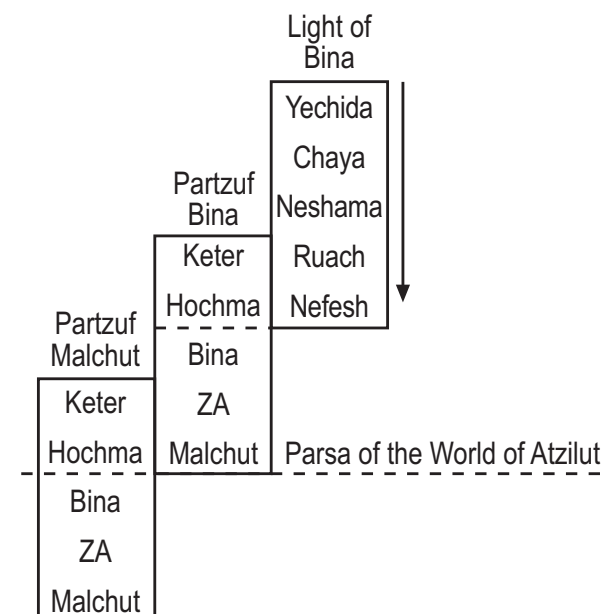 Light of
Bina
Yechida
Chaya
Neshama
Ruach
Nefesh
Partzuf
Bina
Keter
Hochma
Bina
ZA
Malchut
Partzuf
Malchut
Keter
Hochma
Bina
ZA
Malchut
Parsa of the World of Atzilut